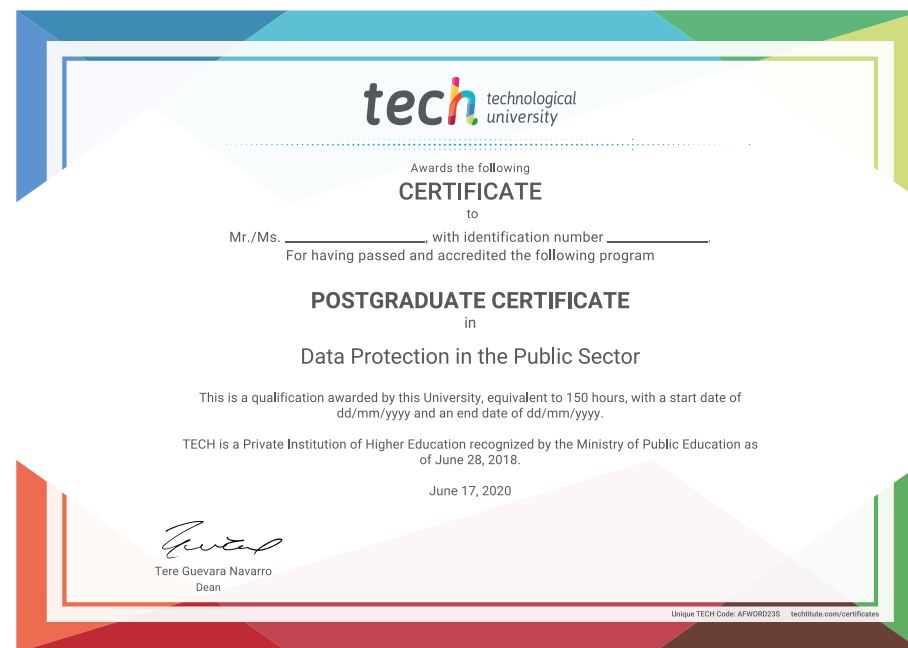 tech technological
university
Awards the following
CERTIFICATE
to
Mr./Ms. ____________________, with identification number ______________.
For having passed and accredited the following program
POSTGRADUATE CERTIFICATE
in
Data Protection in the Public Sector
This is a qualification awarded by this University, equivalent to 150 hours, with a start date of
dd/mm/yyyy and an end date of dd/mm/yyyy.
TECH is a Private Institution of Higher Education recognized by the Ministry of Public Education as
of June 28, 2018.
June 17, 2020
Tere Guevara Navarro
Dean
Unique TECH Code: AFWORD23S techtitute.com/certificates